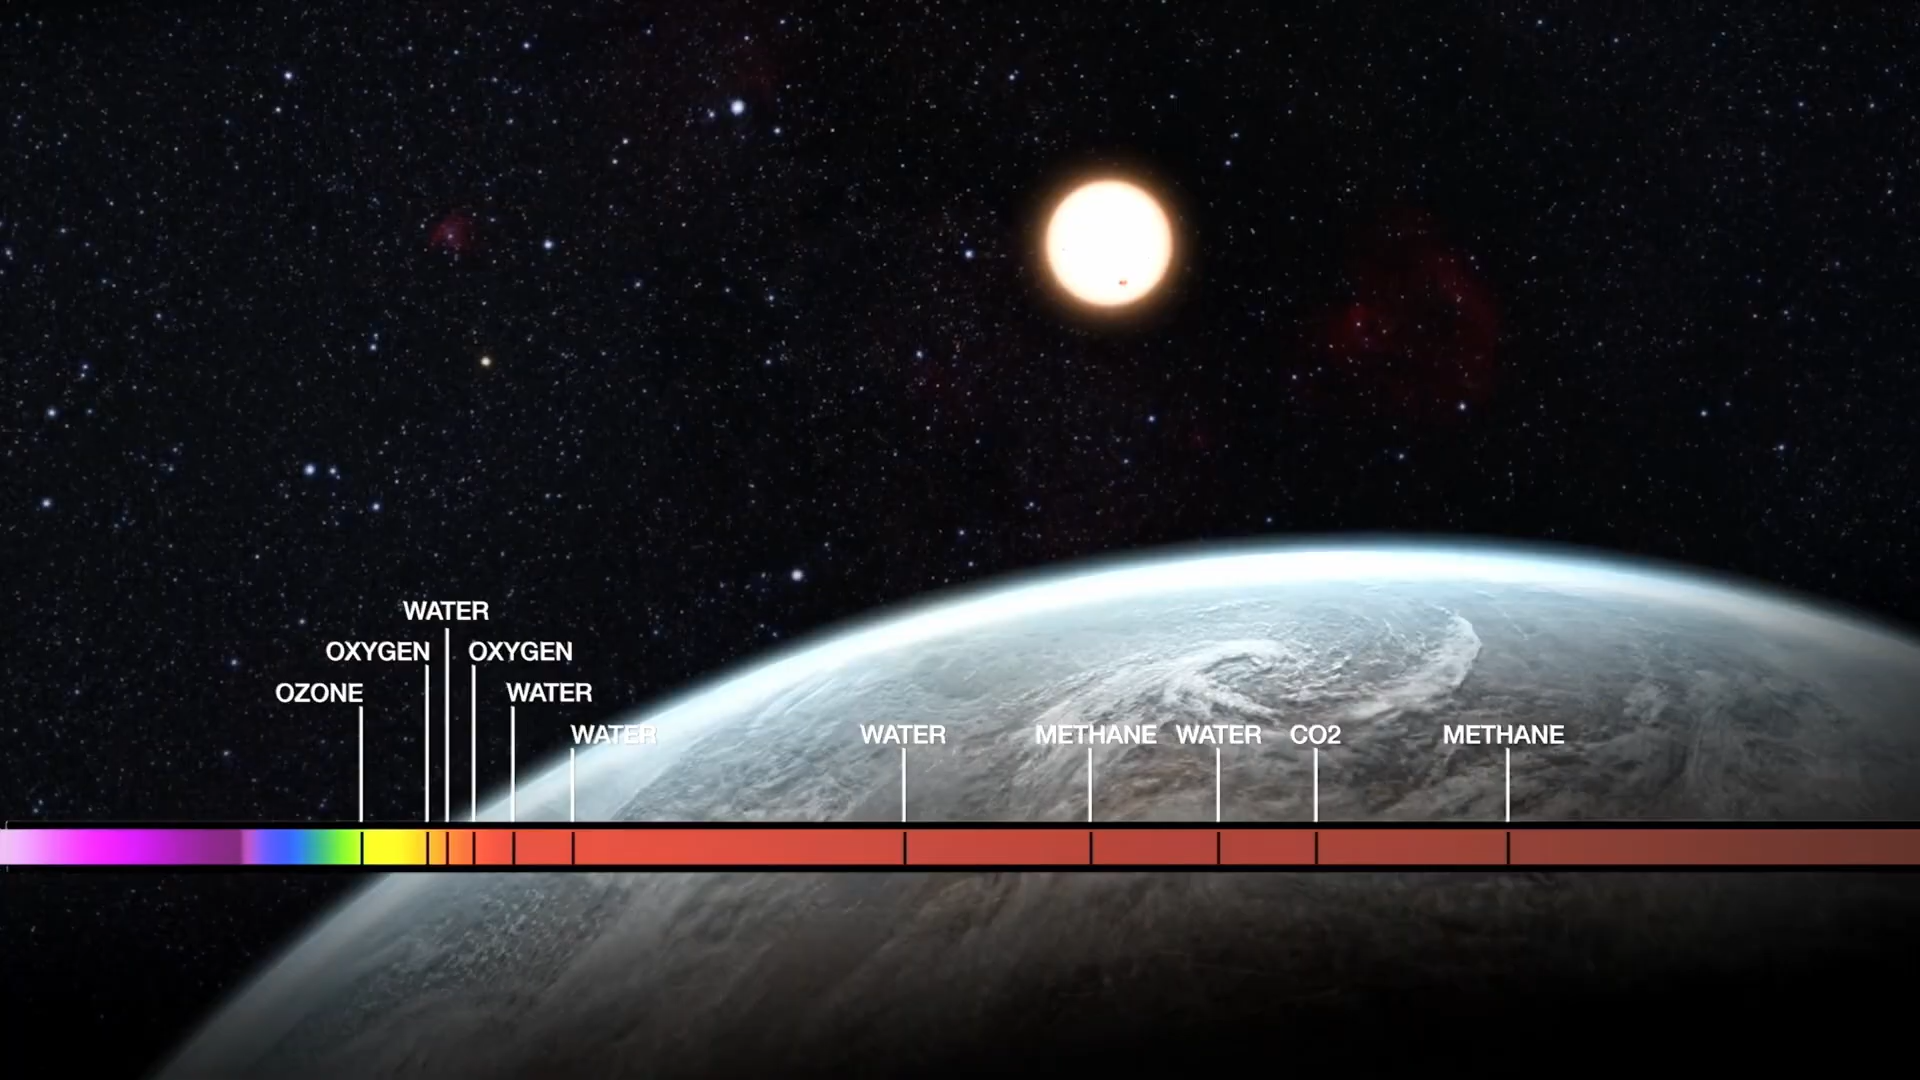 WATER
OXYGEN OXYGEN
OZONE WATER
WATER WATER METHANE WATER CO2 METHANE